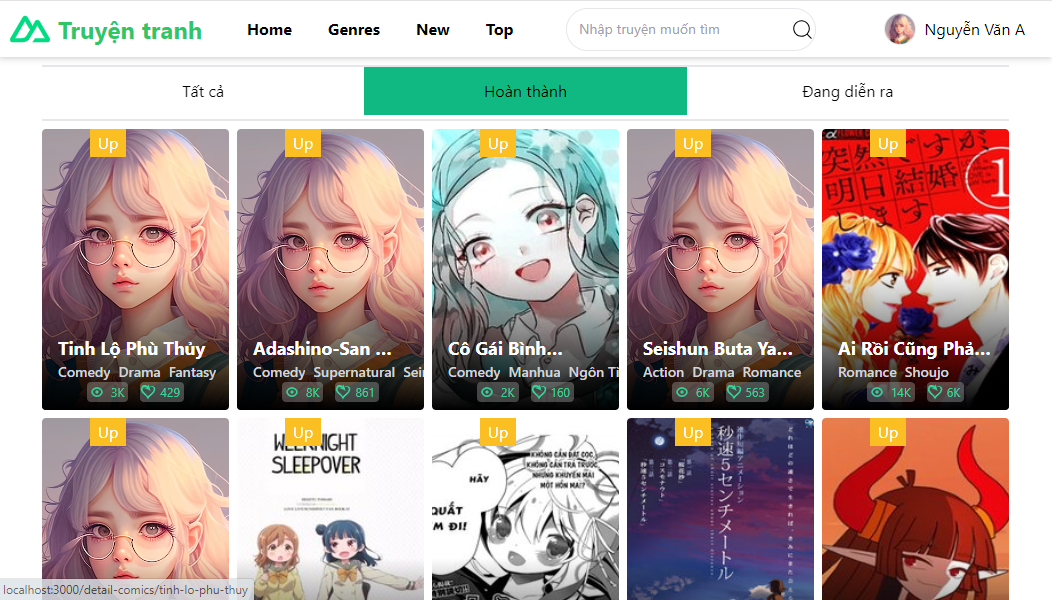 Truyện tranh
Home
Genres
New
Top
Nhập truyện muốn tìm
Nguyễn Văn A
Tất cả
Hoàn thành
Đang diễn ra
Up
Up
Up
Up
Up
突然ですが、
明日結婚
します
1
Tinh Lộ Phù Thủy
Comedy Drama Fantasy
3K 429
Adashino-San ...
Comedy Supernatural Sein
8K 861
Cô Gái Bình...
Comedy Manhua Ngôn Tì
2K 160
Seishun Buta Ya...
Action Drama Romance
6K 563
Ai Rồi Cũng Phả...
Romance Shoujo
14K 6K
Up
Up
Up
Up
Up
WEEKNIGHT
SLEEPOVER
HÃY
QUẤT
M ĐI!
KHÔNG CẦN ĐẶT CỌC,
KHÔNG CẦN TRẢ TRƯỚC,
NHƯNG KHUYẾN MÃI
MỘT HÔN MÀ!?
秒速5センチメートル
localhost:3000/detail-comics/tinh-lo-phu-thuy